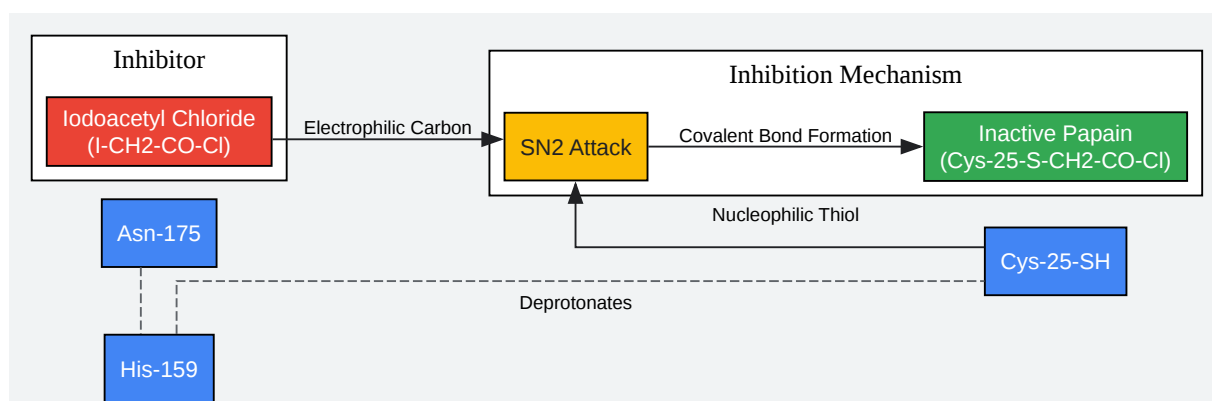 Inhibitor
Inhibition Mechanism
Iodoacetyl Chloride
(I-CH2-CO-Cl)
Electrophilic Carbon
SN2 Attack
Covalent Bond Formation
Inactive Papain
(Cys-25-S-CH2-CO-Cl)
Asn-175
Nucleophilic Thiol
Cys-25-SH
Deprotonates
His-159